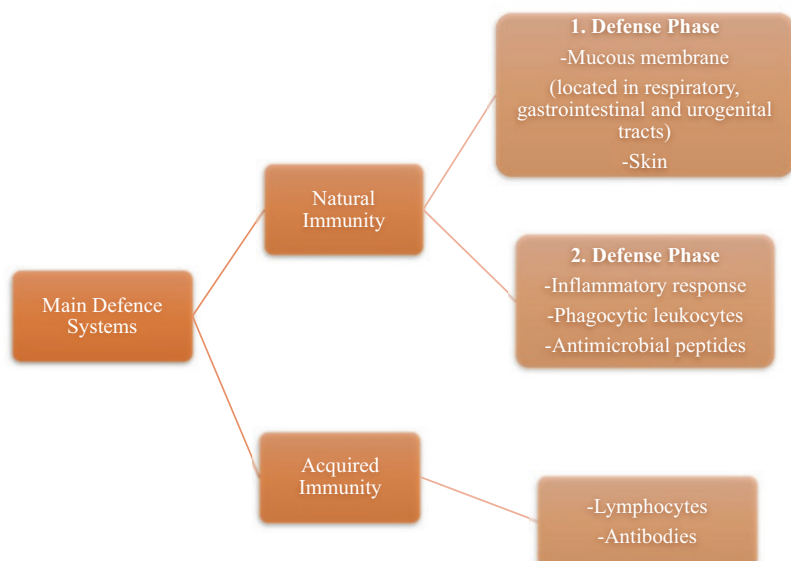 1. Defense Phase
-Mucous membrane
(located in respiratory,
gastrointestinal and urogenital
tracts)
-Skin
Natural
Immunity
2. Defense Phase
-Inflammatory response
-Phagocytic leukocytes
-Antimicrobial peptides
Main Defence
Systems
Acquired
Immunity
-Lymphocytes
-Antibodies